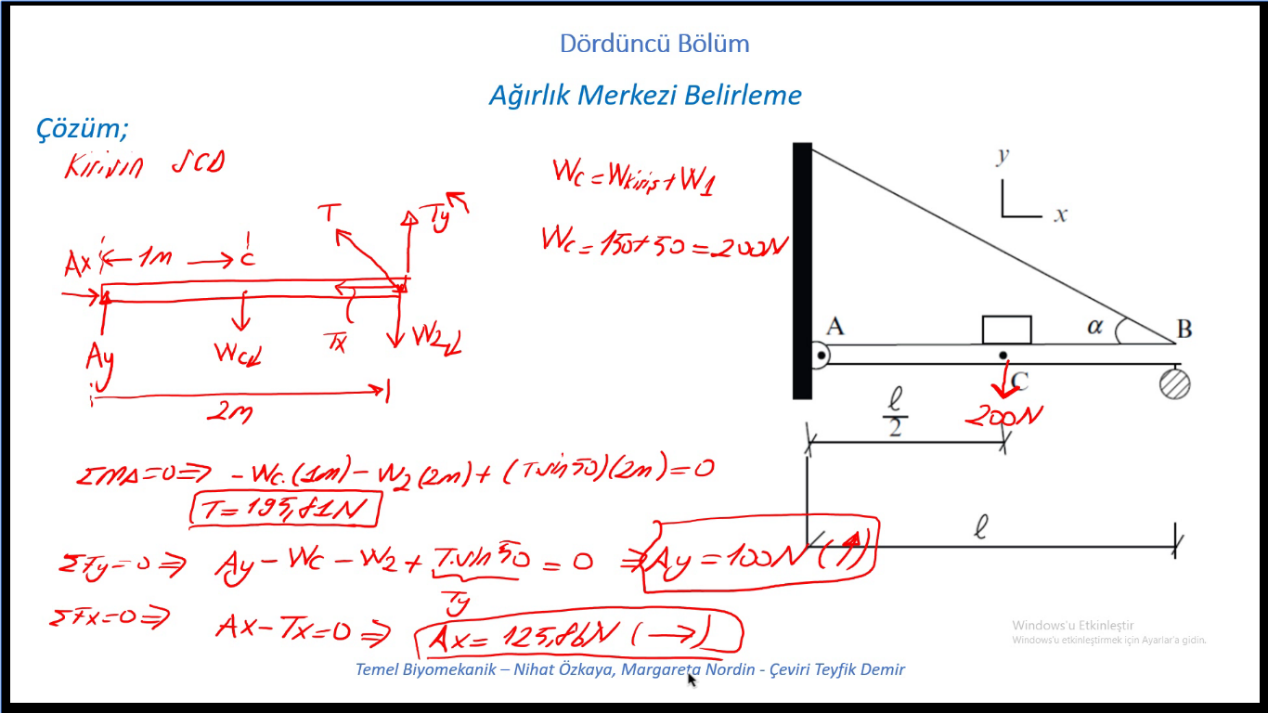 Dördüncü Bölüm
Ağırlık Merkezi Belirleme
Çözüm;
Kirişin SCD
Wc = Wkiriş + W1
Wc = 150 + 50 = 200N
T
Ty
Ax
1m
c
Tx
W2
Ay
Wc
2m
y
x
A
α
B
C
200N
ℓ/2
ℓ
ΣMA=0 ⇒ -Wc.(1m) - W2(2m) + (T.sin50)(2m) = 0
T = 195,81N
ΣFy=0 ⇒ Ay - Wc - W2 + T.sin50 = 0 ⇒ Ay = 100N (↑)
Ty
ΣFx=0 ⇒ Ax - Tx = 0 ⇒ Ax = 125,86N (→)
Windows'u Etkinleştir
Windows'u etkinleştirmek için Ayarlar'a gidin.
Temel Biyomekanik – Nihat Özkaya, Margareta Nordin - Çeviri Teyfik Demir